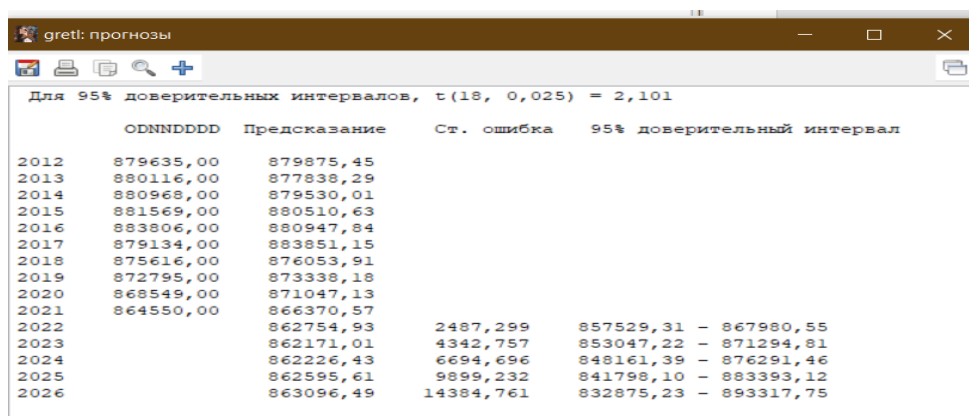 gretl: прогнозы
Для 95% доверительных интервалов, t(18, 0,025) = 2,101
ODNNDDDD Предсказание Ст. ошибка 95% доверительный интервал
2012 879635,00 879875,45
2013 880116,00 877838,29
2014 880968,00 879530,01
2015 881569,00 880510,63
2016 883806,00 880947,84
2017 879134,00 883851,15
2018 875616,00 876053,91
2019 872795,00 873338,18
2020 868549,00 871047,13
2021 864550,00 866370,57
2022 862754,93 2487,299 857529,31 - 867980,55
2023 862171,01 4342,757 853047,22 - 871294,81
2024 862226,43 6694,696 848161,39 - 876291,46
2025 862595,61 9899,232 841798,10 - 883393,12
2026 863096,49 14384,761 832875,23 - 893317,75